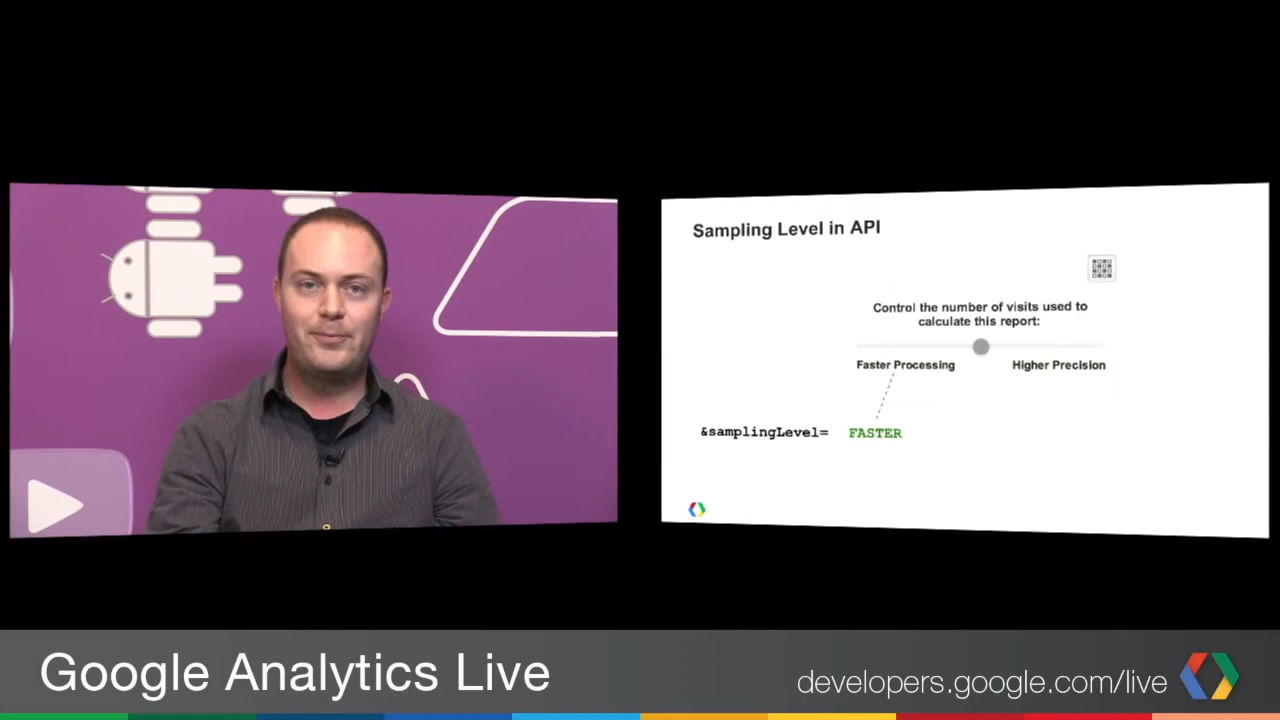 Sampling Level in API
Control the number of visits used to
calculate this report:
Faster Processing Higher Precision
&samplingLevel= FASTER
Google Analytics Live
developers.google.com/live